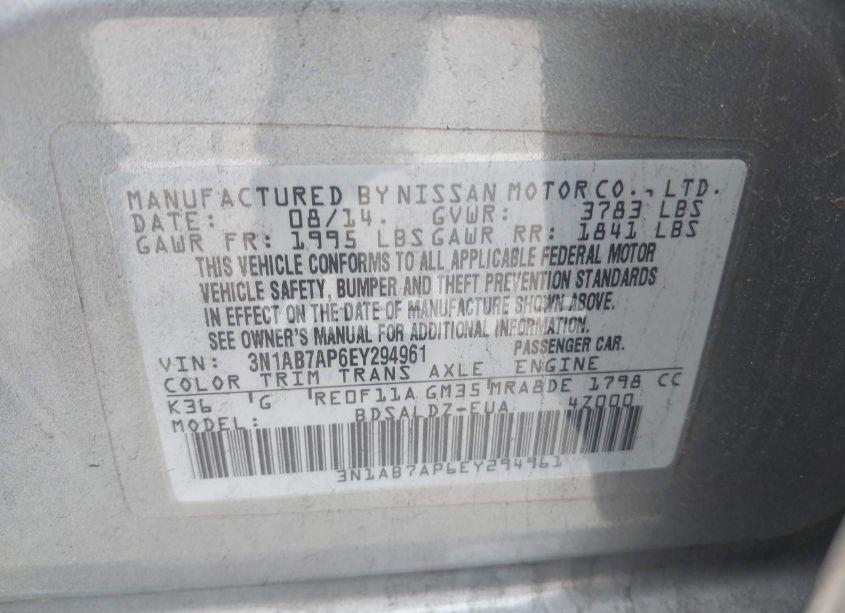 MANUFACTURED BY NISSAN MOTOR CO., LTD.
DATE: 08/14. GVWR: 3783 LBS
GAWR FR: 1995 LBS GAWR RR: 1841 LBS
THIS VEHICLE CONFORMS TO ALL APPLICABLE FEDERAL MOTOR
VEHICLE SAFETY, BUMPER AND THEFT PREVENTION STANDARDS
IN EFFECT ON THE DATE OF MANUFACTURE SHOWN ABOVE.
SEE OWNER'S MANUAL FOR ADDITIONAL INFORMATION.
VIN: 3N1AB7AP6EY294961 PASSENGER CAR.
COLOR TRIM TRANS AXLE ENGINE
K36 G RE0F11A GM35 MRA8DE 1798 CC
MODEL: BDSALDZ-EUA 4Z000
3N1AB7AP6EY294961